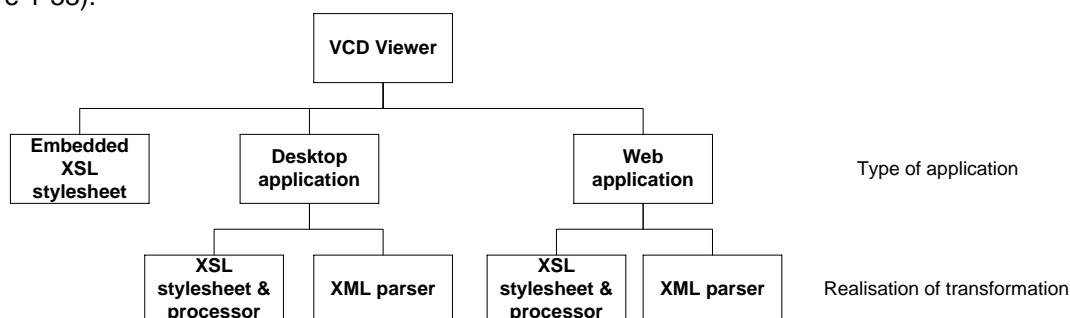 VCD Viewer
Embedded
XSL
stylesheet
Desktop
application
Web
application
Type of application
XSL
stylesheet &
processor
XML parser
XSL
stylesheet &
processor
XML parser
Realisation of transformation